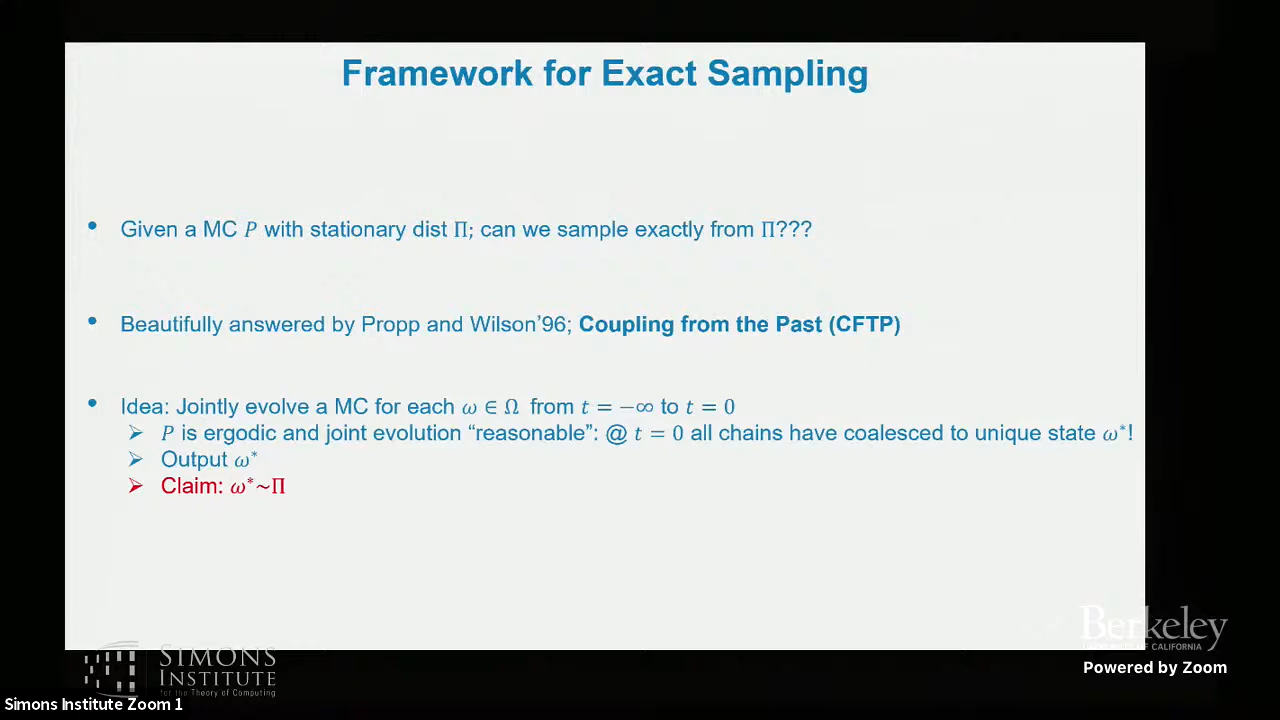 Framework for Exact Sampling
• Given a MC 𝑃 with stationary dist Π; can we sample exactly from Π???
• Beautifully answered by Propp and Wilson'96; Coupling from the Past (CFTP)
• Idea: Jointly evolve a MC for each 𝜔 ∈ Ω from 𝑡 = −∞ to 𝑡 = 0
➢ 𝑃 is ergodic and joint evolution “reasonable”: @ 𝑡 = 0 all chains have coalesced to unique state 𝜔*!
➢ Output 𝜔*
➢ Claim: 𝜔*~Π
Berkeley
UNIVERSITY OF CALIFORNIA
SIMONS
INSTITUTE
for the Theory of Computing
Powered by Zoom
Simons Institute Zoom 1